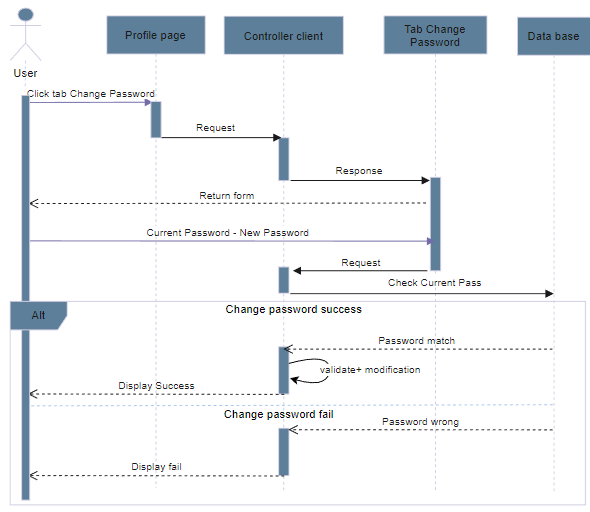 Profile page
Controller client
Tab Change
Password
Data base
User
Click tab Change Password
Request
Response
Return form
Current Password - New Password
Request
Check Current Pass
Alt
Change password success
Password match
validate+ modification
Display Success
Change password fail
Password wrong
Display fail